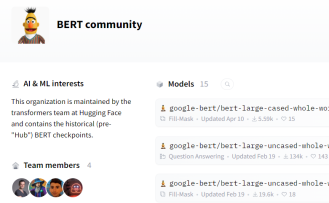 BERT community
AI & ML interests
This organization is maintained by the
transformers team at Hugging Face
and contains the historical (pre-
"Hub") BERT checkpoints.
Team members 4
Models 15
google-bert/bert-large-cased-whole-wo
Fill-Mask • Updated Apr 10 • 5.59k • 15
google-bert/bert-large-uncased-whole-w
Question Answering • Updated Feb 19 • 134k • 143
google-bert/bert-large-uncased-whole-w
Fill-Mask • Updated Feb 19 • 19.6k • 18